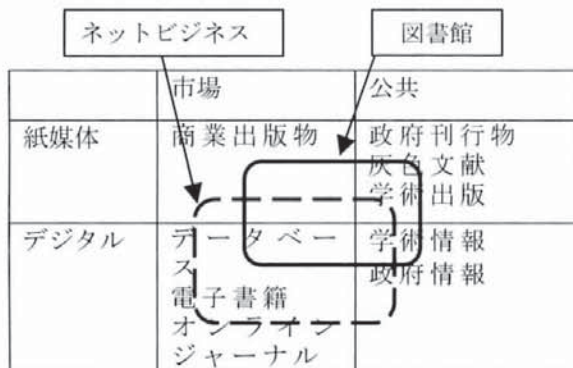 ネットビジネス
図書館
市場
公共
紙媒体
商業出版物
政府刊行物
灰色文献
学術出版
デジタル
データベー
ス
電子書籍
オンライン
ジャーナル
学術情報
政府情報